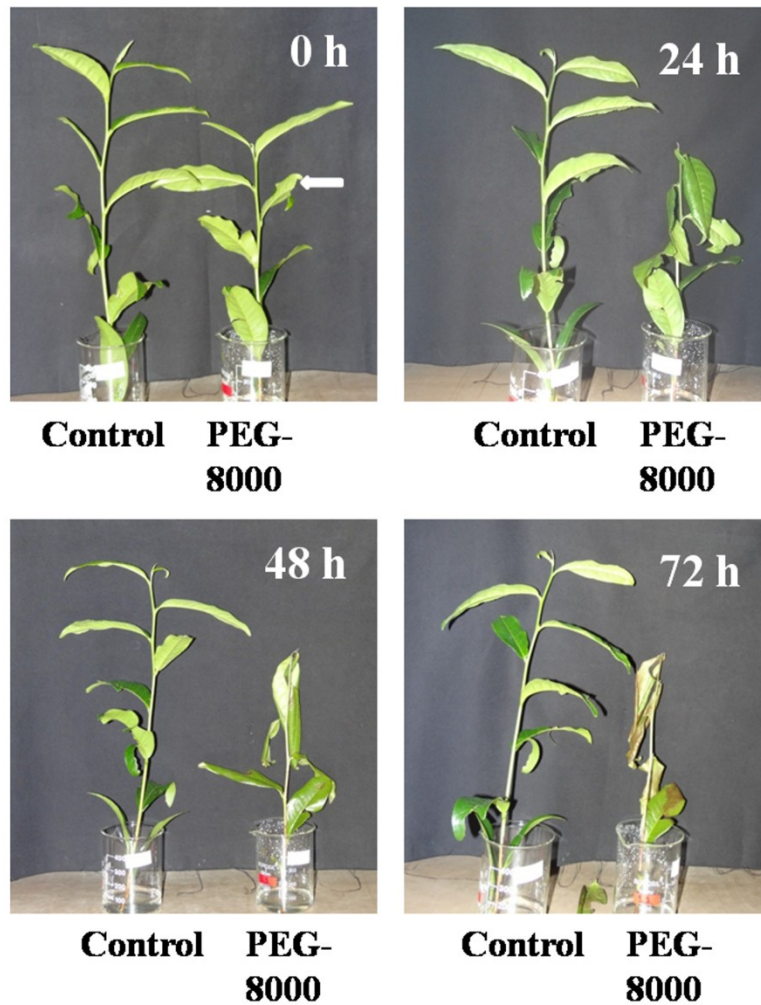 0 h
24 h
Control PEG-
8000
Control PEG-
8000
48 h
72 h
Control PEG-
8000
Control PEG-
8000